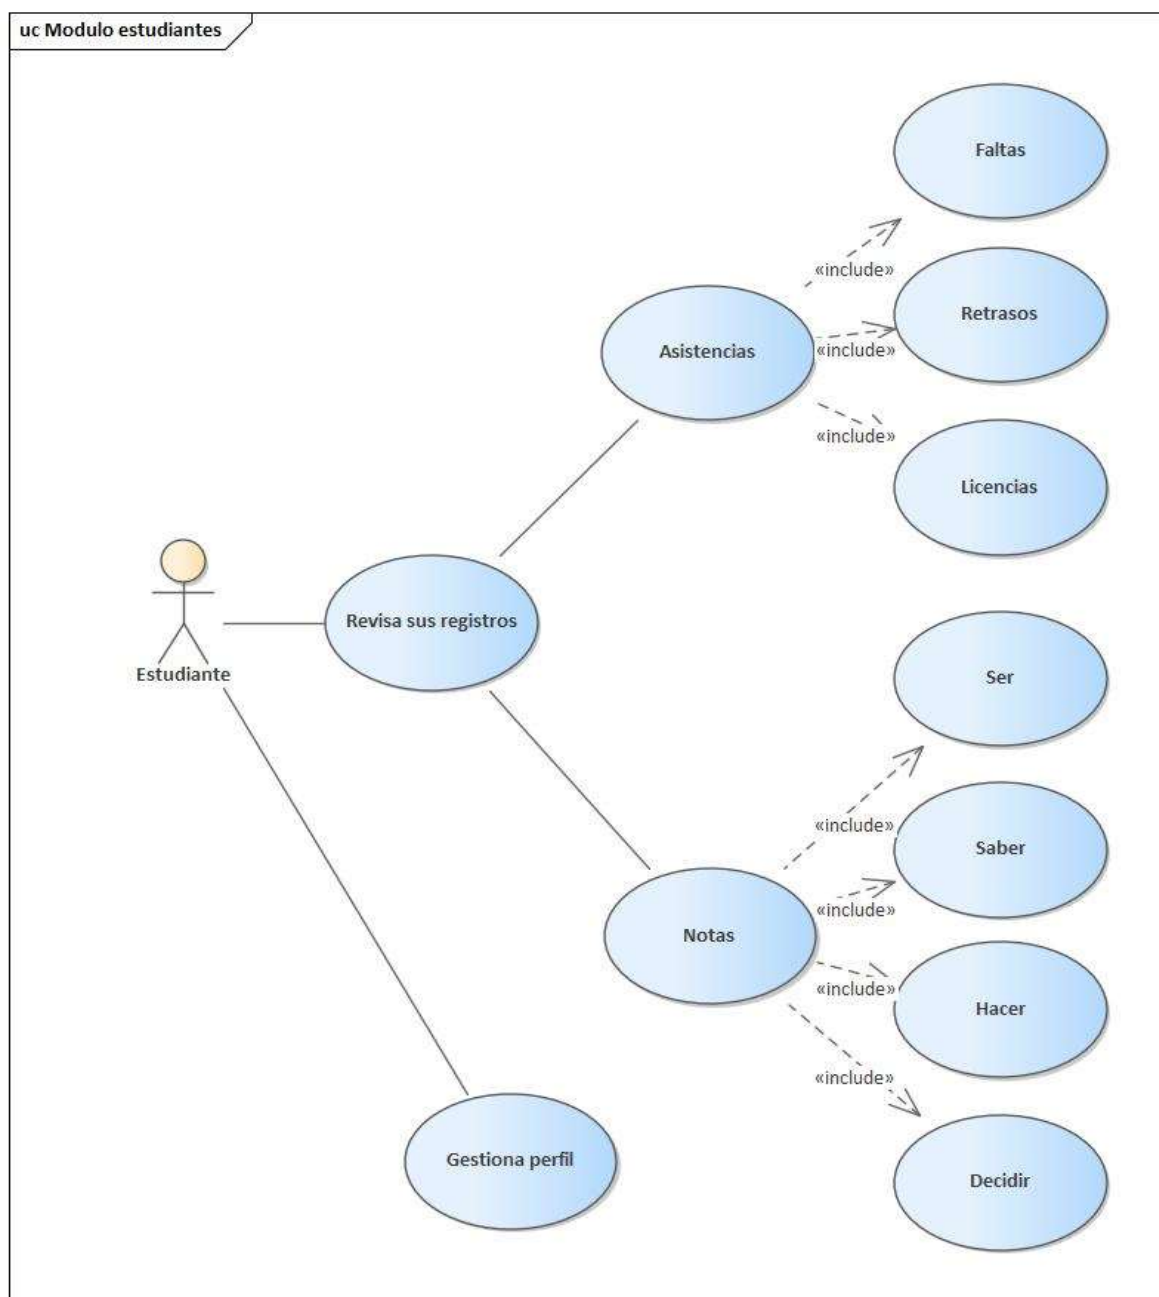 uc Modulo estudiantes
Faltas
«include»
Retrasos
Asistencias
«include»
«include»
Licencias
Revisa sus registros
Estudiante
Ser
«include»
Saber
«include»
Notas
«include»
Hacer
«include»
Gestiona perfil
Decidir